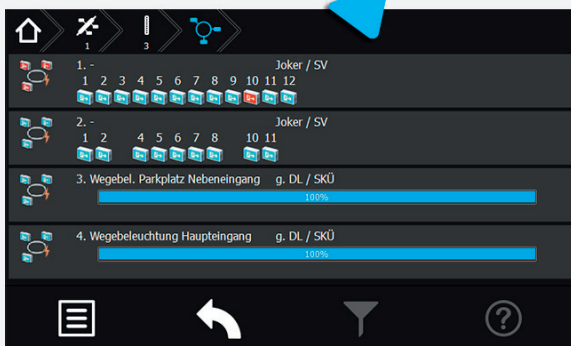 1 3
1. - Joker / SV
1 2 3 4 5 6 7 8 9 10 11 12
2. - Joker / SV
1 2 4 5 6 7 8 10 11
3. Wegebel. Parkplatz Nebeneingang g. DL / SKÜ
100%
4. Wegebeleuchtung Haupteingang g. DL / SKÜ
100%
?